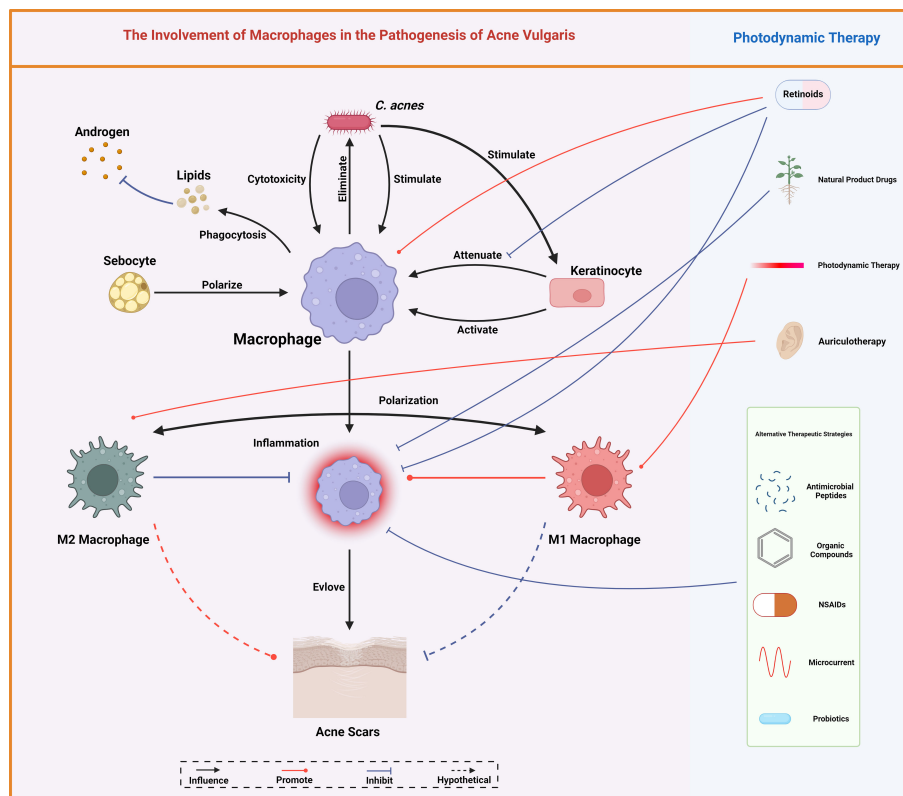 The Involvement of Macrophages in the Pathogenesis of Acne Vulgaris
Photodynamic Therapy
C. acnes
Retinoids
Androgen
Lipids
Cytotoxicity
Eliminate
Stimulate
Stimulate
Natural Product Drugs
Phagocytosis
Sebocyte
Polarize
Attenuate
Keratinocyte
Photodynamic Therapy
Activate
Macrophage
Auriculotherapy
Polarization
Inflammation
Alternative Therapeutic Strategies
Antimicrobial
Peptides
M2 Macrophage
M1 Macrophage
Organic
Compounds
Evlove
NSAIDs
Microcurrent
Probiotics
Acne Scars
Influence
Promote
Inhibit
Hypothetical